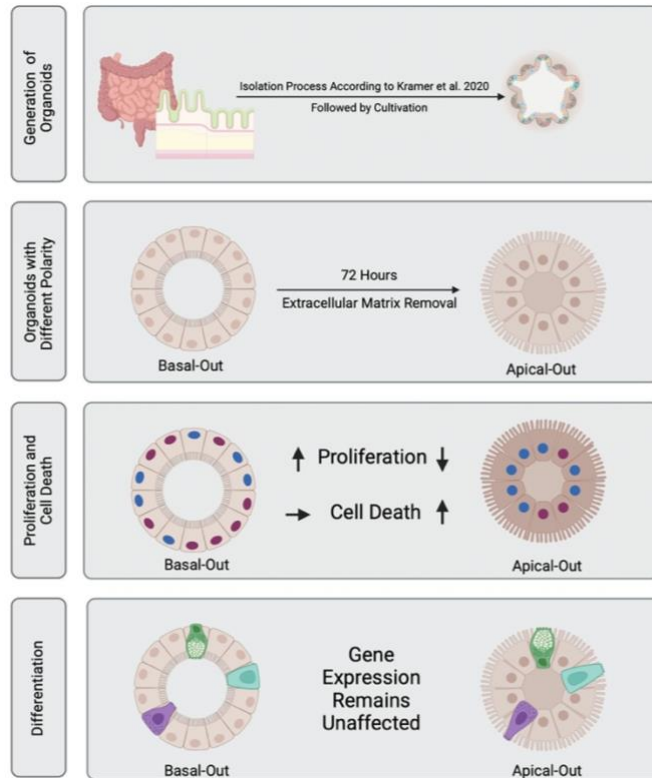 Generation of
Organoids
Isolation Process According to Kramer et al. 2020
Followed by Cultivation
Organoids with
Different Polarity
72 Hours
Extracellular Matrix Removal
Basal-Out
Apical-Out
Proliferation and
Cell Death
Proliferation
Cell Death
Basal-Out
Apical-Out
Differentiation
Gene
Expression
Remains
Unaffected
Basal-Out
Apical-Out